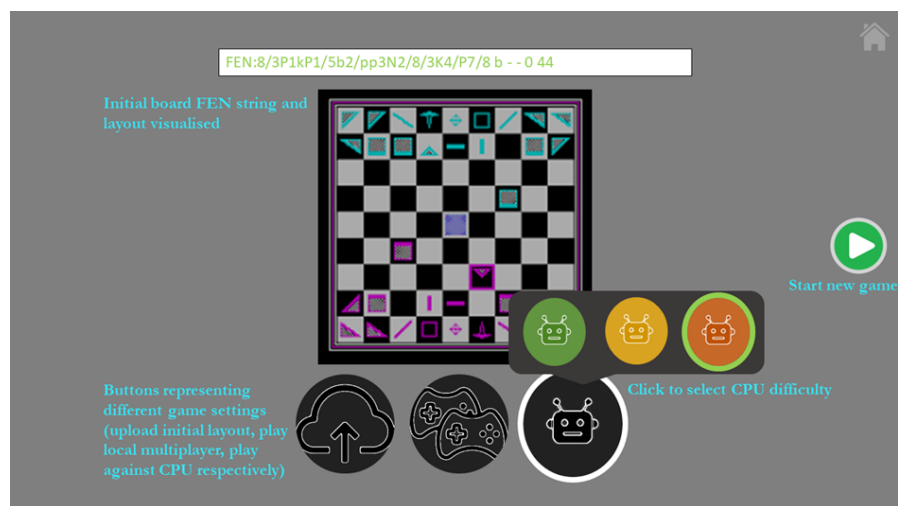 FEN:8/3P1kP1/5b2/pp3N2/8/3K4/P7/8 b - - 0 44
Initial board FEN string and
layout visualised
Start new game
Click to select CPU difficulty
Buttons representing
different game settings
(upload initial layout, play
local multiplayer, play
against CPU respectively)